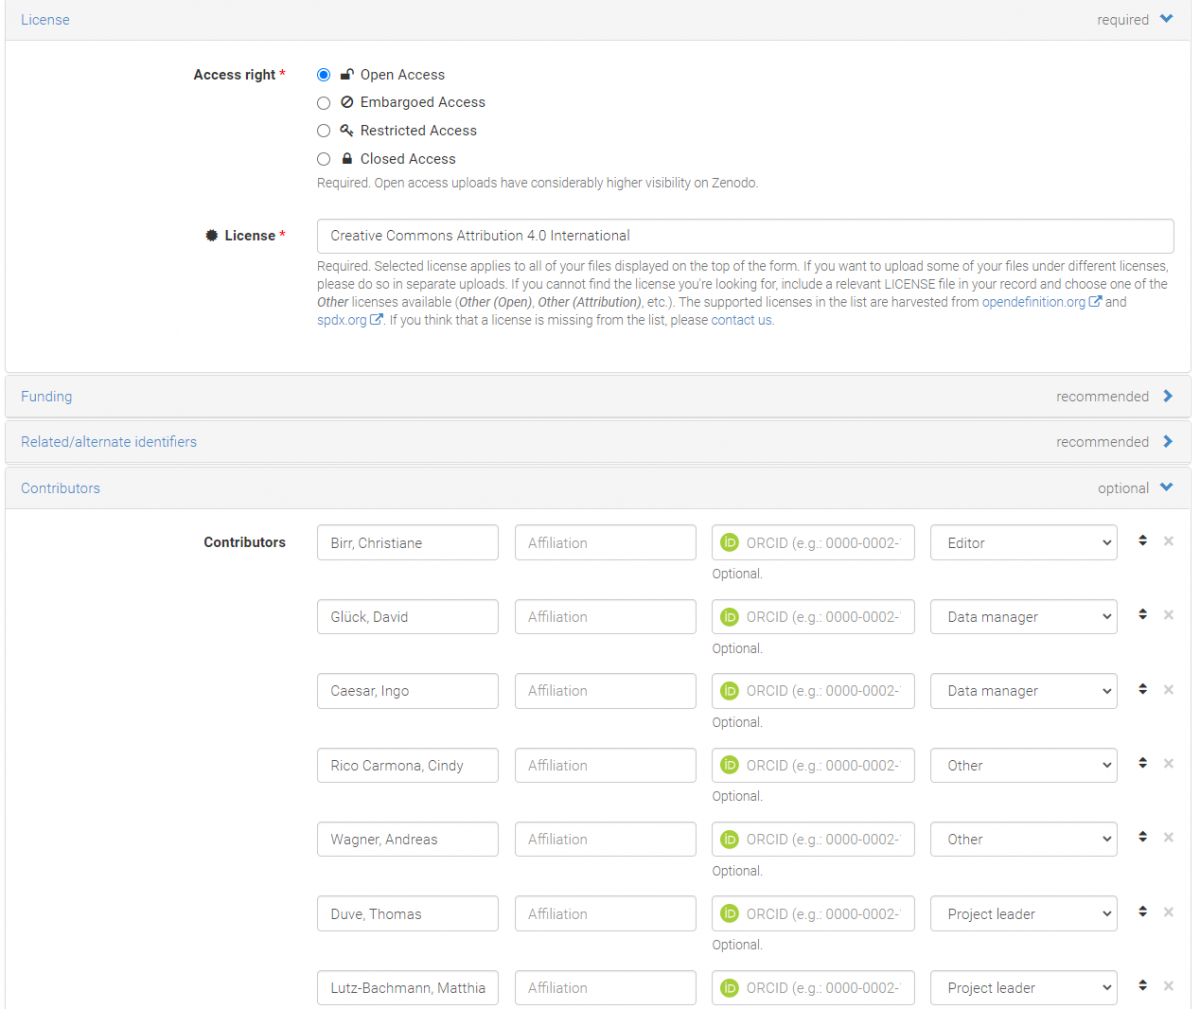 License required
Access right *
Open Access
Embargoed Access
Restricted Access
Closed Access
Required. Open access uploads have considerably higher visibility on Zenodo.
License * Creative Commons Attribution 4.0 International
Required. Selected license applies to all of your files displayed on the top of the form. If you want to upload some of your files under different licenses,
please do so in separate uploads. If you cannot find the license you're looking for, include a relevant LICENSE file in your record and choose one of the
Other licenses available (Other (Open), Other (Attribution), etc.). The supported licenses in the list are harvested from opendefinition.org and
spdx.org. If you think that a license is missing from the list, please contact us.
Funding recommended
Related/alternate identifiers recommended
Contributors optional
Contributors Birr, Christiane Affiliation iD ORCID (e.g.: 0000-0002- Editor
Optional.
Glück, David Affiliation iD ORCID (e.g.: 0000-0002- Data manager
Optional.
Caesar, Ingo Affiliation iD ORCID (e.g.: 0000-0002- Data manager
Optional.
Rico Carmona, Cindy Affiliation iD ORCID (e.g.: 0000-0002- Other
Optional.
Wagner, Andreas Affiliation iD ORCID (e.g.: 0000-0002- Other
Optional.
Duve, Thomas Affiliation iD ORCID (e.g.: 0000-0002- Project leader
Optional.
Lutz-Bachmann, Matthia Affiliation iD ORCID (e.g.: 0000-0002- Project leader